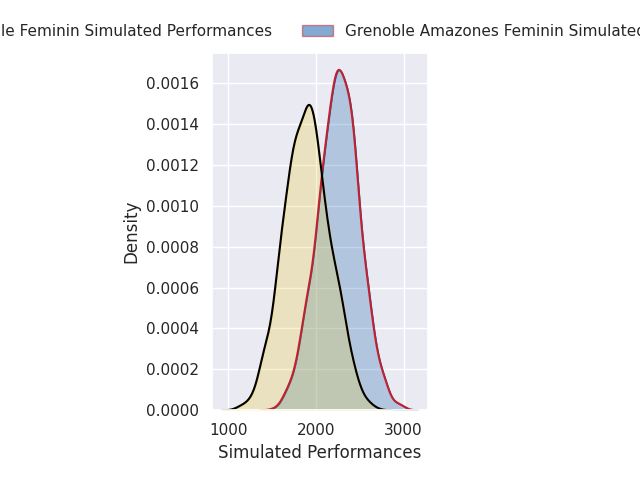 le Feminin Simulated Performances Grenoble Amazones Feminin Simulated
0.0016
0.0014
0.0012
0.0010
0.0008
0.0006
0.0004
0.0002
0.0000
Density
1000 2000 3000
Simulated Performances